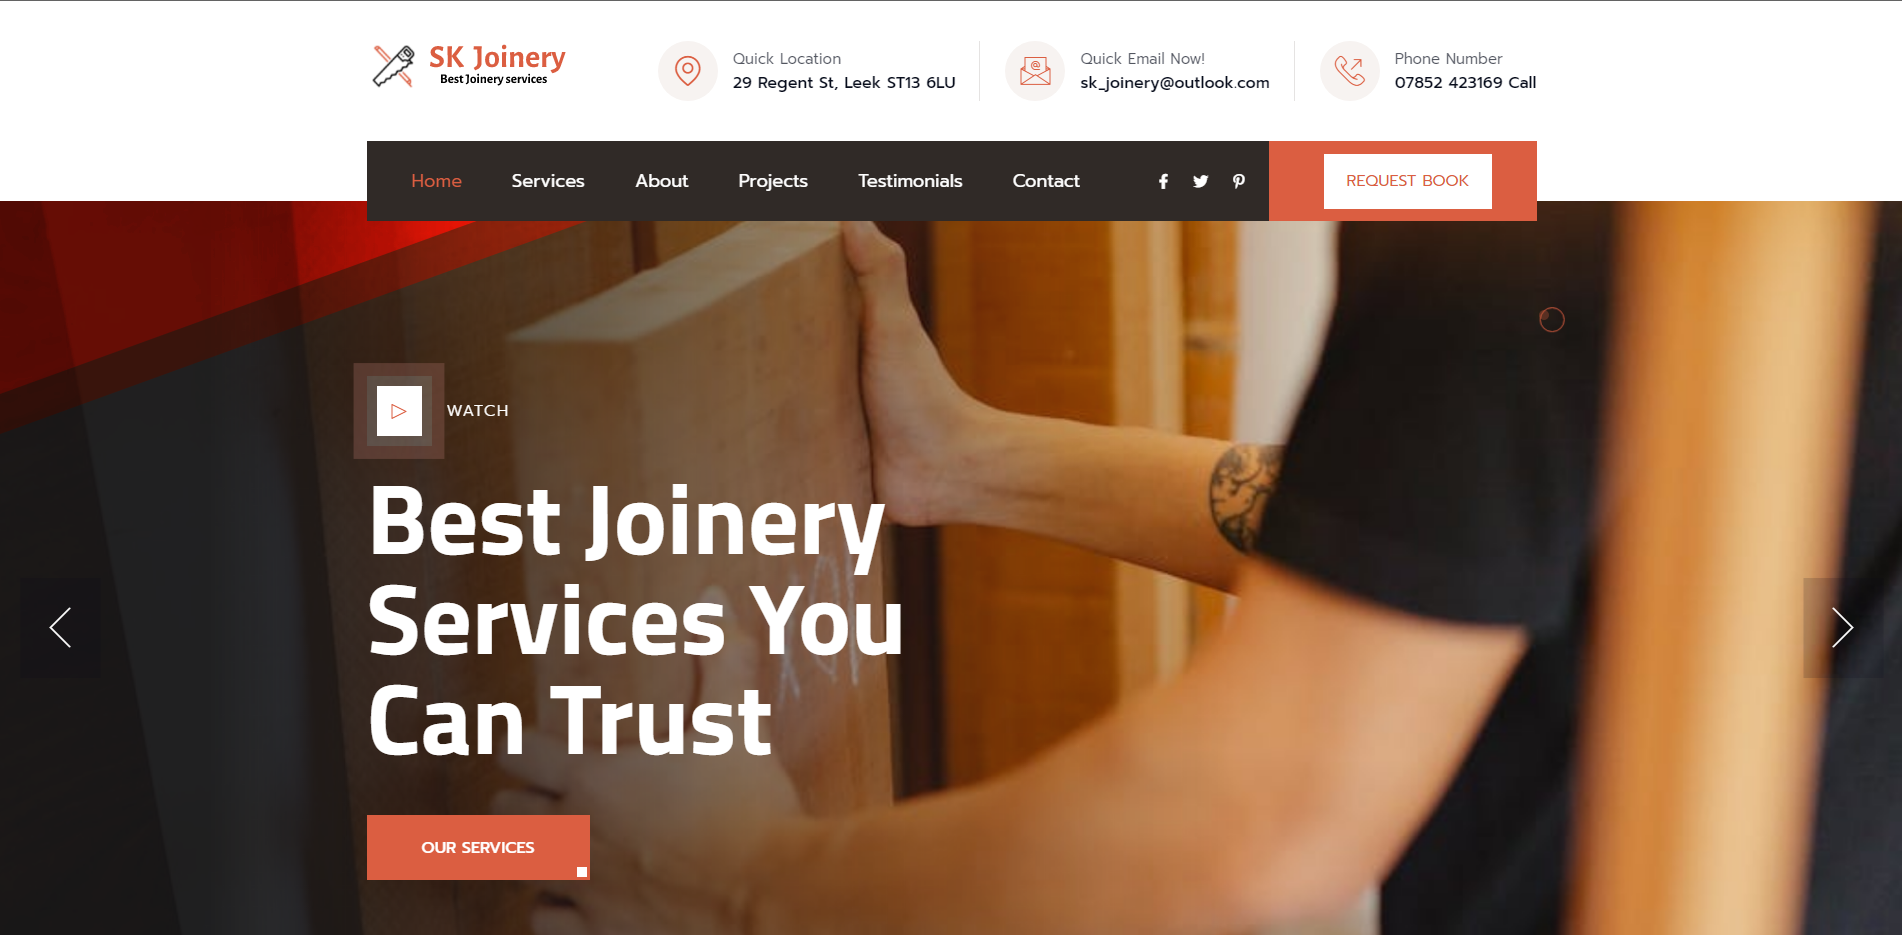 SK Joinery
Best Joinery services
Quick Location
29 Regent St, Leek ST13 6LU
Quick Email Now!
sk_joinery@outlook.com
Phone Number
07852 423169 Call
Home Services About Projects Testimonials Contact
REQUEST BOOK
WATCH
Best Joinery
Services You
Can Trust
OUR SERVICES